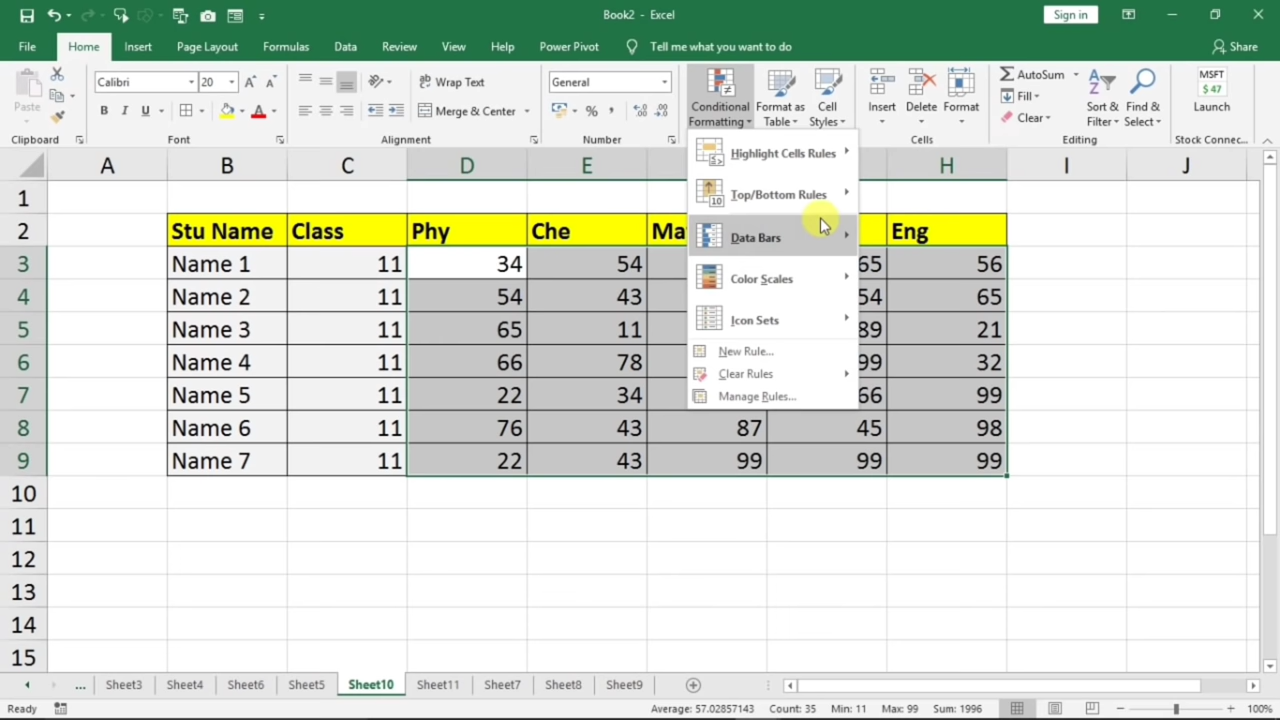 Book2 - Excel
Sign in
File Home Insert Page Layout Formulas Data Review View Help Power Pivot Tell me what you want to do Share
Paste
Clipboard
Calibri 20
B I U
Font
Wrap Text
Merge & Center
Alignment
General
Number
Conditional Formatting
Format as Table
Cell Styles
Insert Delete Format
Cells
AutoSum
Fill
Clear
Sort & Filter
Find & Select
Editing
MSFT
$ 47
Launch
Stock Connec...
Highlight Cells Rules
Top/Bottom Rules
Data Bars
Color Scales
Icon Sets
New Rule...
Clear Rules
Manage Rules...
A B C D E H I J
1
2 Stu Name Class Phy Che Ma Eng
3 Name 1 11 34 54 65 56
4 Name 2 11 54 43 54 65
5 Name 3 11 65 11 89 21
6 Name 4 11 66 78 99 32
7 Name 5 11 22 34 66 99
8 Name 6 11 76 43 87 45 98
9 Name 7 11 22 43 99 99 99
10
11
12
13
14
15
... Sheet3 Sheet4 Sheet6 Sheet5 Sheet10 Sheet11 Sheet7 Sheet8 Sheet9
Ready Average: 57.02857143 Count: 35 Min: 11 Max: 99 Sum: 1996 100%